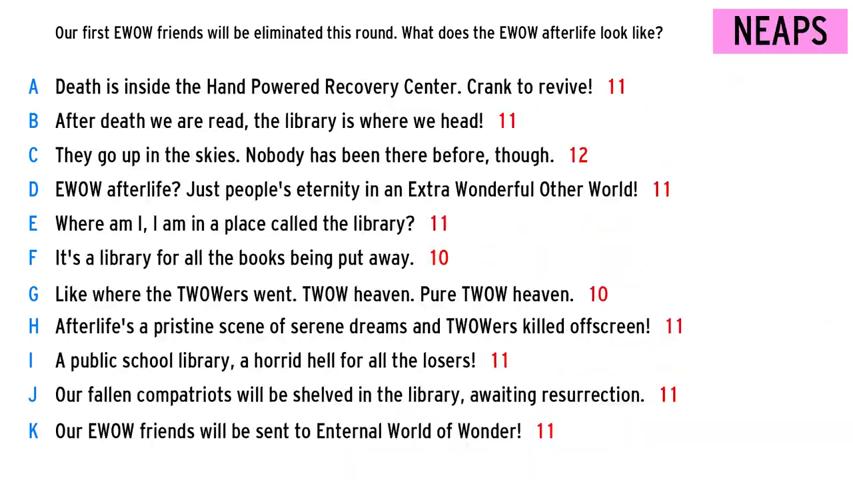 Our first EWOW friends will be eliminated this round. What does the EWOW afterlife look like?
NEAPS
A Death is inside the Hand Powered Recovery Center. Crank to revive! 11
B After death we are read, the library is where we head! 11
C They go up in the skies. Nobody has been there before, though. 12
D EWOW afterlife? Just people's eternity in an Extra Wonderful Other World! 11
E Where am I, I am in a place called the library? 11
F It's a library for all the books being put away. 10
G Like where the TWOWers went. TWOW heaven. Pure TWOW heaven. 10
H Afterlife's a pristine scene of serene dreams and TWOWers killed offscreen! 11
I A public school library, a horrid hell for all the losers! 11
J Our fallen compatriots will be shelved in the library, awaiting resurrection. 11
K Our EWOW friends will be sent to Enternal World of Wonder! 11